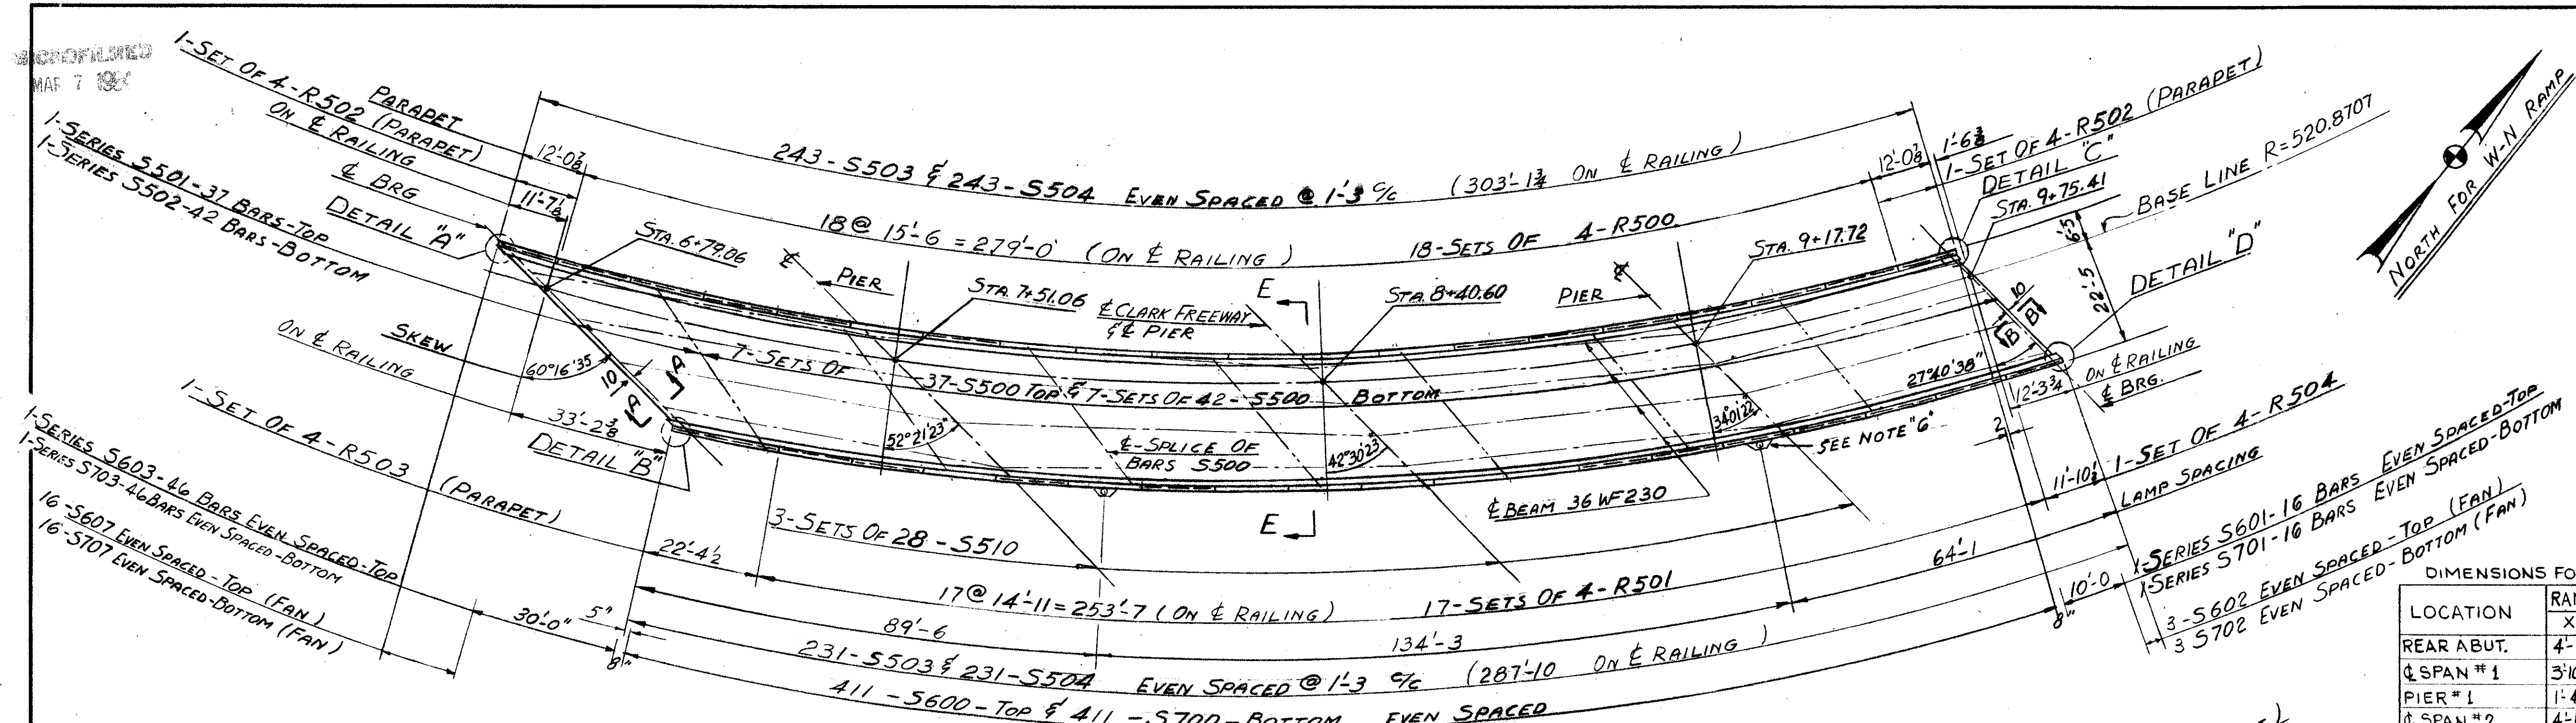 MICROFILMED
MAR 7
1-SET OF 4-R502 (PARAPET)
PARAPET
ON ℄ RAILING
1-SERIES S501-37 BARS-TOP
1-SERIES S502-42 BARS-BOTTOM
℄ BRG
DETAIL "A"
12'-0⅞
11'-7⅛
243-S503 & 243-S504 EVEN SPACED @ 1'-3 c/c (303'-1¾ ON ℄ RAILING)
18 @ 15'-6 = 279'-0 (ON ℄ RAILING) 18-SETS OF 4-R500
12'-0⅞
1'-6⅜
1-SET OF 4-R502 (PARAPET)
DETAIL "C"
STA. 9+75.41
BASE LINE R=520.8707
6'-5
22'-5
DETAIL "D"
NORTH FOR W-N RAMP
STA. 6+79.06
℄
PIER
STA. 7+51.06
℄ CLARK FREEWAY
& ℄ PIER
E
STA. 8+40.60
PIER
℄
STA. 9+17.72
10
B
B
ON ℄ RAILING
SKEW
60°16'35
10
A
A
7-SETS OF 37-S500 TOP & 7-SETS OF 42-S500 BOTTOM
27°40'38"
12'-3¾
ON ℄ RAILING
℄ BRG.
33'-2⅜
DETAIL "B"
52°21'23"
℄-SPLICE OF
BARS S500
42°30'23"
34°01'22"
SEE NOTE "G"
2
1-SET OF 4-R503 (PARAPET)
℄ BEAM 36 WF 230
E
11'-10½
1-SET OF 4-R504
LAMP SPACING
1-SERIES S603-46 BARS EVEN SPACED-TOP
1-SERIES S703-46 BARS EVEN SPACED-BOTTOM
16-S607 EVEN SPACED-TOP (FAN)
16-S707 EVEN SPACED-BOTTOM (FAN)
22'-4½
3-SETS OF 28-S510
17 @ 14'-11 = 253'-7 (ON ℄ RAILING) 17-SETS OF 4-R501
64'-1
89'-6
134'-3
30'-0"
5"
8"
231-S503 & 231-S504 EVEN SPACED @ 1'-3 c/c (287'-10 ON ℄ RAILING)
411-S600-TOP & 411-S700-BOTTOM EVEN SPACED
8"
10'-0
1-SERIES S601-16 BARS EVEN SPACED-TOP
1-SERIES S701-16 BARS EVEN SPACED-BOTTOM
3-S602 EVEN SPACED-TOP (FAN)
3 S702 EVEN SPACED-BOTTOM (FAN)
DIMENSIONS FO
LOCATION
RAM
X
REAR ABUT.
4'-
℄ SPAN #1
3'-10
PIER #1
1'-4
℄ SPAN #2
4'-